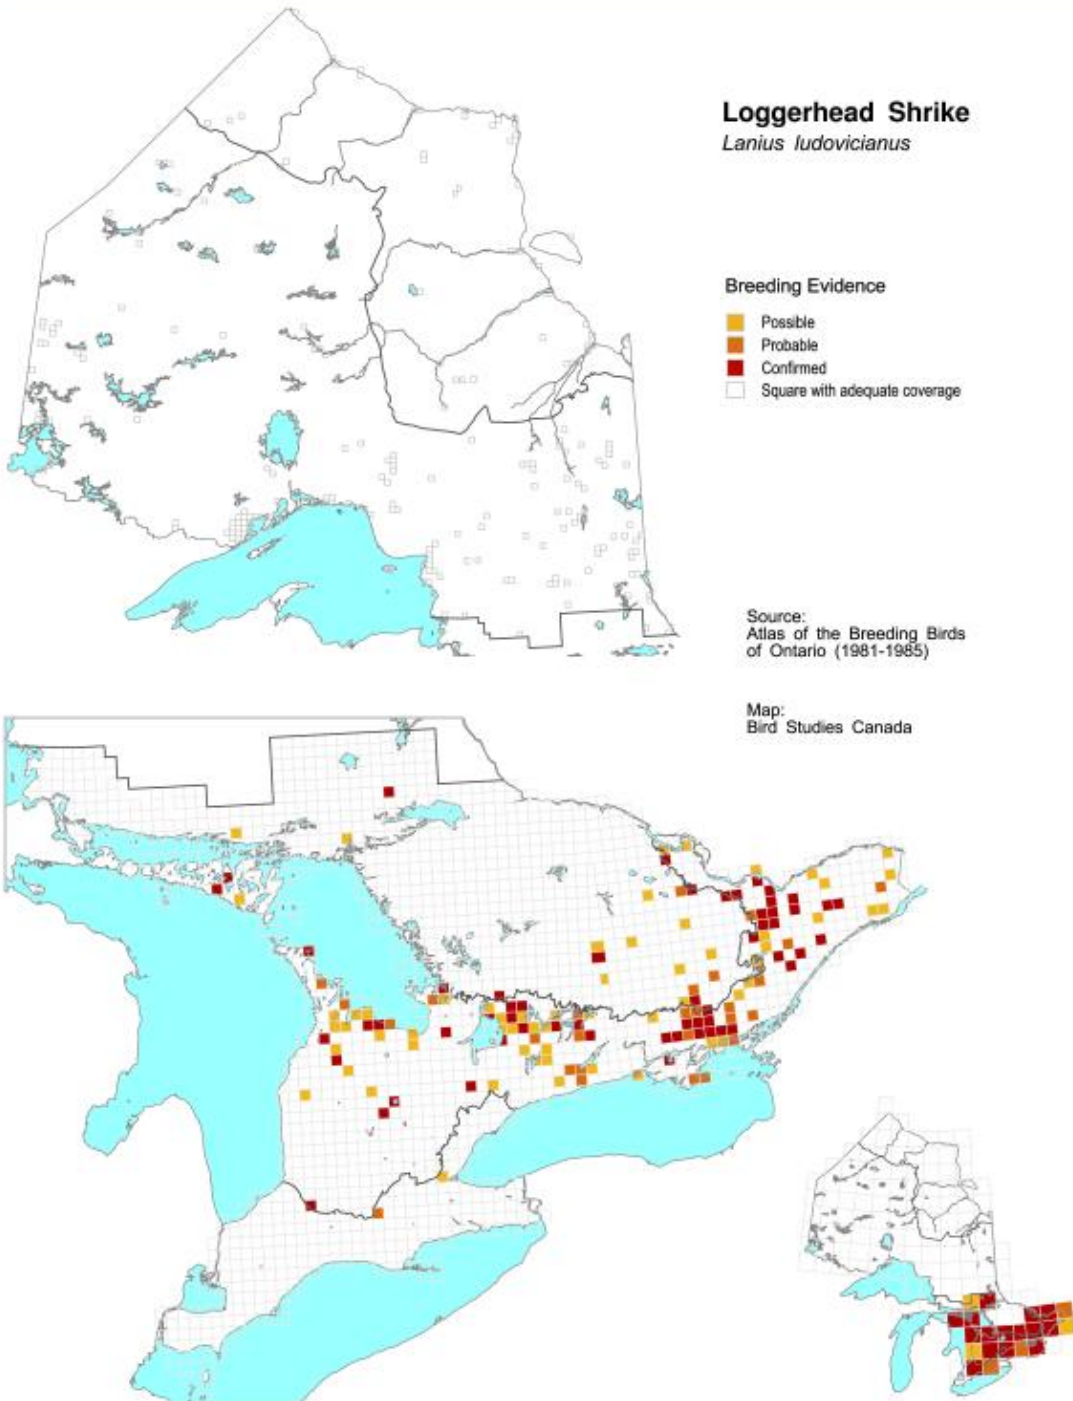 Loggerhead Shrike
Lanius ludovicianus
Breeding Evidence
Possible
Probable
Confirmed
Square with adequate coverage
Source:
Atlas of the Breeding Birds
of Ontario (1981-1985)
Map:
Bird Studies Canada